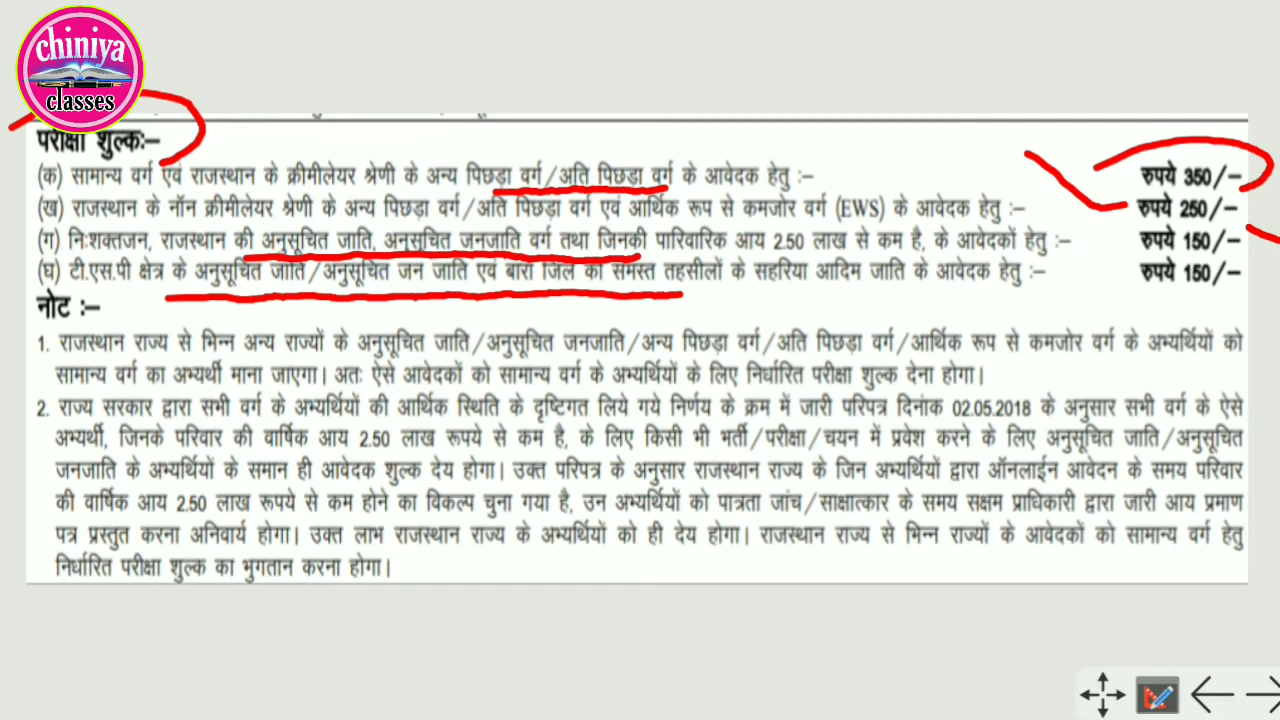 chiniya
classes
परीक्षा शुल्कः–
(क) सामान्य वर्ग एवं राजस्थान के क्रीमीलेयर श्रेणी के अन्य पिछड़ा वर्ग/अति पिछड़ा वर्ग के आवेदक हेतु :– रुपये 350/–
(ख) राजस्थान के नॉन क्रीमीलेयर श्रेणी के अन्य पिछड़ा वर्ग/अति पिछड़ा वर्ग एवं आर्थिक रूप से कमजोर वर्ग (EWS) के आवेदक हेतु :– रुपये 250/–
(ग) निःशक्तजन, राजस्थान की अनुसूचित जाति, अनुसूचित जनजाति वर्ग तथा जिनकी पारिवारिक आय 2.50 लाख से कम है, के आवेदकों हेतु :– रुपये 150/–
(घ) टी.एस.पी क्षेत्र के अनुसूचित जाति/अनुसूचित जन जाति एवं बारां जिले की समस्त तहसीलों के सहरिया आदिम जाति के आवेदक हेतु :– रुपये 150/–
नोट :–
1. राजस्थान राज्य से भिन्न अन्य राज्यों के अनुसूचित जाति/अनुसूचित जनजाति/अन्य पिछड़ा वर्ग/अति पिछड़ा वर्ग/आर्थिक रूप से कमजोर वर्ग के अभ्यर्थियों को
सामान्य वर्ग का अभ्यर्थी माना जाएगा। अतः ऐसे आवेदकों को सामान्य वर्ग के अभ्यर्थियों के लिए निर्धारित परीक्षा शुल्क देना होगा।
2. राज्य सरकार द्वारा सभी वर्ग के अभ्यर्थियों की आर्थिक स्थिति के दृष्टिगत लिये गये निर्णय के क्रम में जारी परिपत्र दिनांक 02.05.2018 के अनुसार सभी वर्ग के ऐसे
अभ्यर्थी, जिनके परिवार की वार्षिक आय 2.50 लाख रूपये से कम है, के लिए किसी भी भर्ती/परीक्षा/चयन में प्रवेश करने के लिए अनुसूचित जाति/अनुसूचित
जनजाति के अभ्यर्थियों के समान ही आवेदक शुल्क देय होगा। उक्त परिपत्र के अनुसार राजस्थान राज्य के जिन अभ्यर्थियों द्वारा ऑनलाईन आवेदन के समय परिवार
की वार्षिक आय 2.50 लाख रूपये से कम होने का विकल्प चुना गया है, उन अभ्यर्थियों को पात्रता जांच/साक्षात्कार के समय सक्षम प्राधिकारी द्वारा जारी आय प्रमाण
पत्र प्रस्तुत करना अनिवार्य होगा। उक्त लाभ राजस्थान राज्य के अभ्यर्थियों को ही देय होगा। राजस्थान राज्य से भिन्न राज्यों के आवेदकों को सामान्य वर्ग हेतु
निर्धारित परीक्षा शुल्क का भुगतान करना होगा।